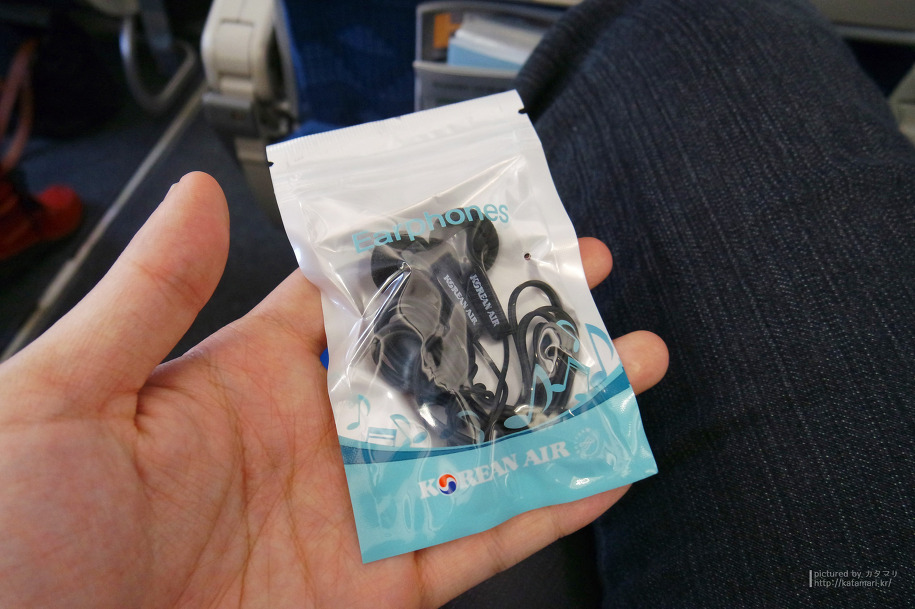 Earphones
KOREAN AIR
KOREAN AIR
KOREAN AIR
pictured by カタマリ
http://katamari.kr/